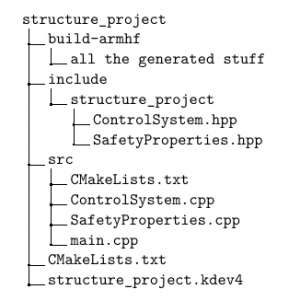 structure_project
build-armhf
all the generated stuff
include
structure_project
ControlSystem.hpp
SafetyProperties.hpp
src
CMakeLists.txt
ControlSystem.cpp
SafetyProperties.cpp
main.cpp
CMakeLists.txt
structure_project.kdev4